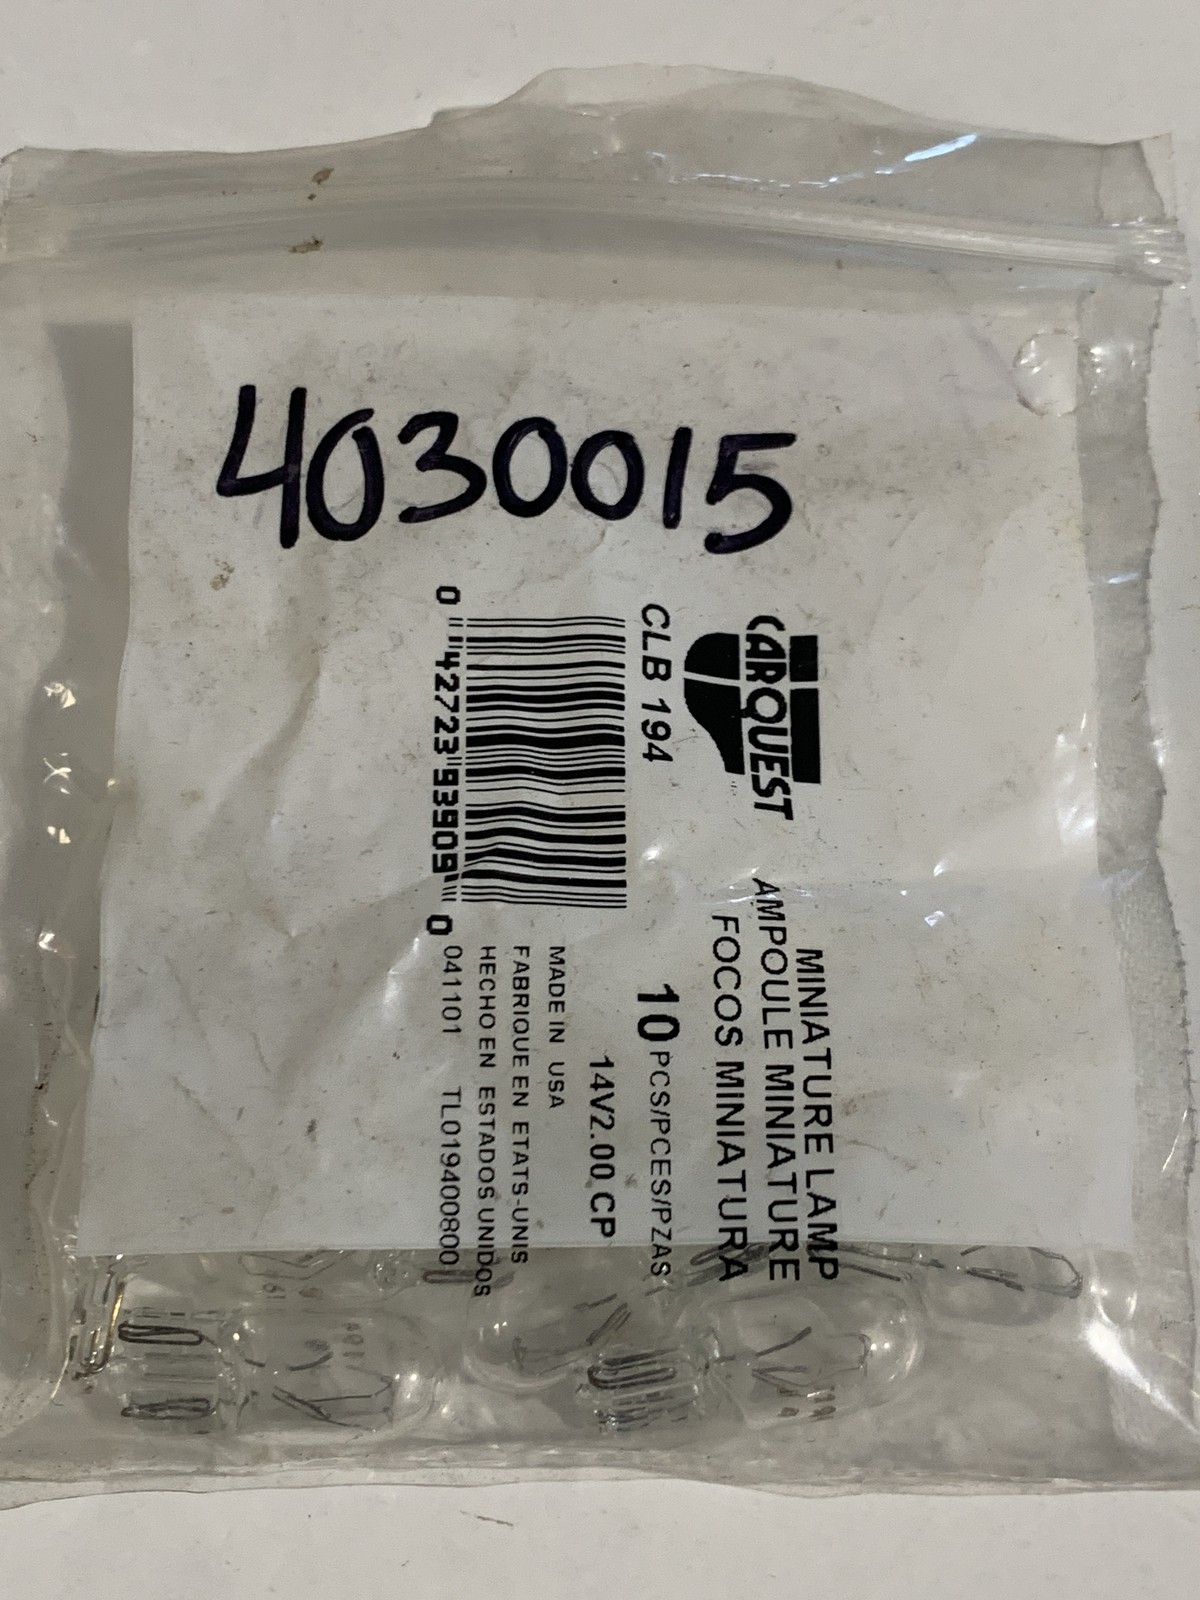 4030015
CARQUEST
MINIATURE LAMP
AMPOULE MINIATURE
FOCOS MINIATURA
CLB 194
10 PCS/PCES/PZAS
14V2.00 CP
MADE IN USA
FABRIQUE EN ETATS-UNIS
HECHO EN ESTADOS UNIDOS
041101 TL019400800
0 42723 93909 0